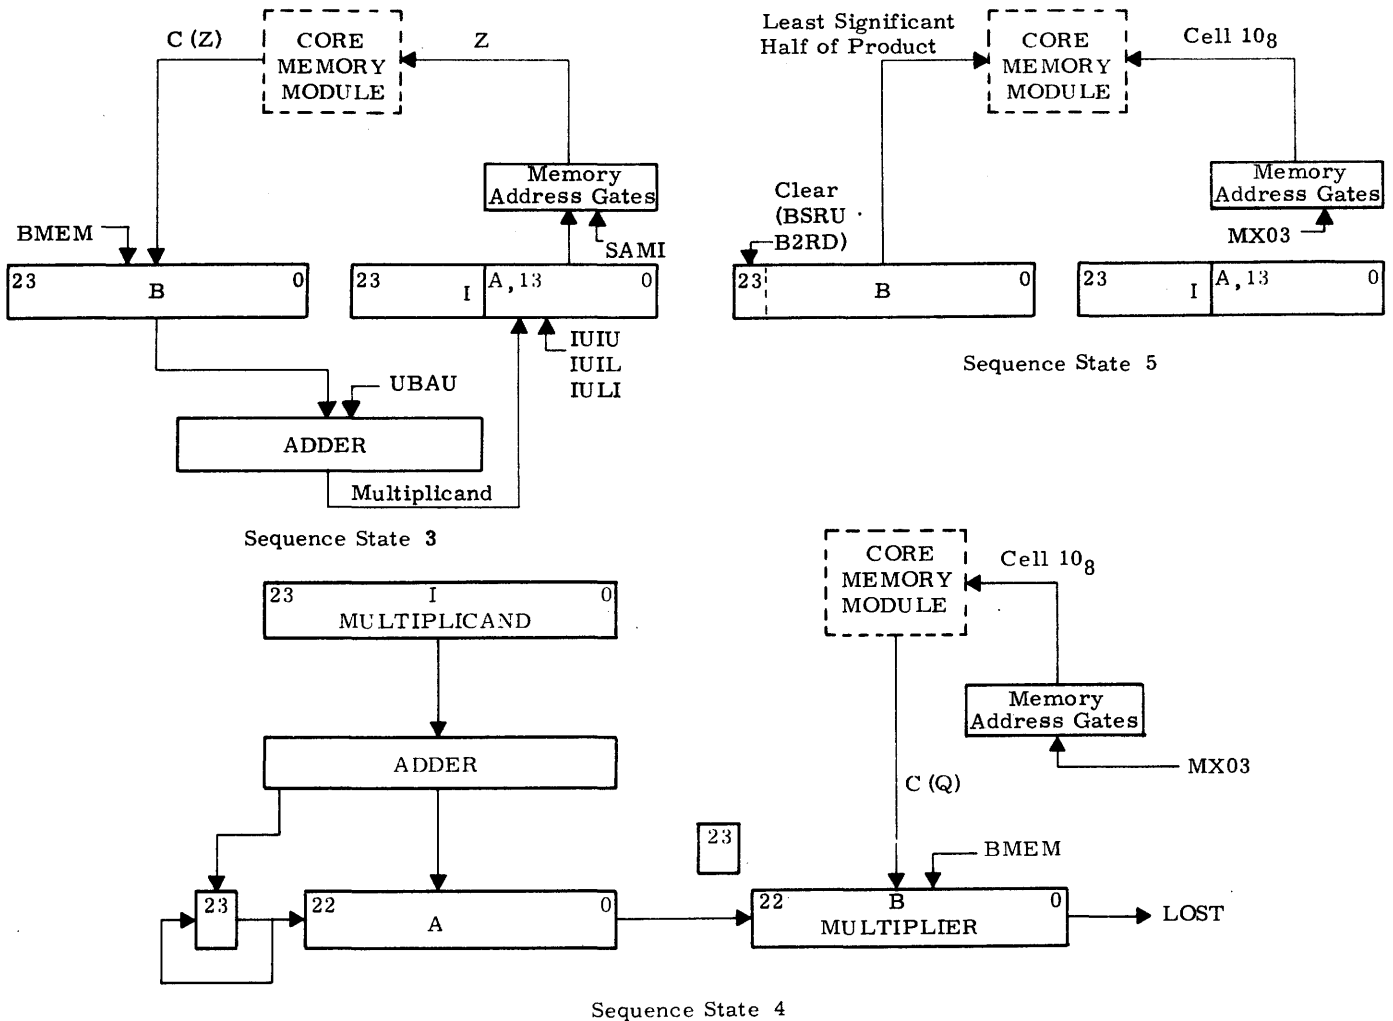 C (Z)
CORE
MEMORY
MODULE
Z
Memory
Address Gates
SAMI
BMEM
23 B 0
23 I A,13 0
IUIU
IUIL
IULI
UBAU
ADDER
Multiplicand
Sequence State 3
Least Significant
Half of Product
CORE
MEMORY
MODULE
Cell 10₈
Memory
Address Gates
MX03
Clear
(BSRU ·
B2RD)
23 B 0
23 I A,13 0
Sequence State 5
23 I 0
MULTIPLICAND
ADDER
23
22 A 0
CORE
MEMORY
MODULE
Cell 10₈
Memory
Address Gates
MX03
C (Q)
23
BMEM
22 B 0
MULTIPLIER
LOST
Sequence State 4